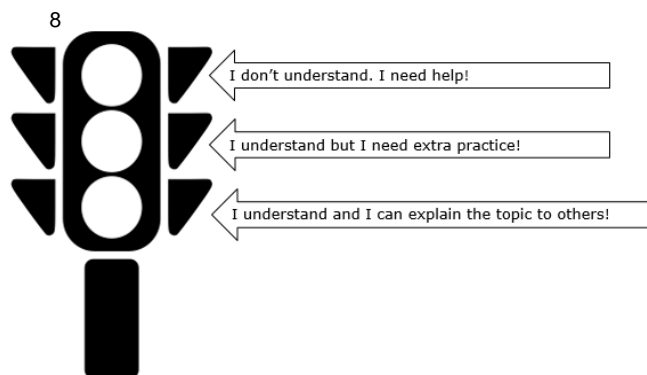 8
I don’t understand. I need help!
I understand but I need extra practice!
I understand and I can explain the topic to others!